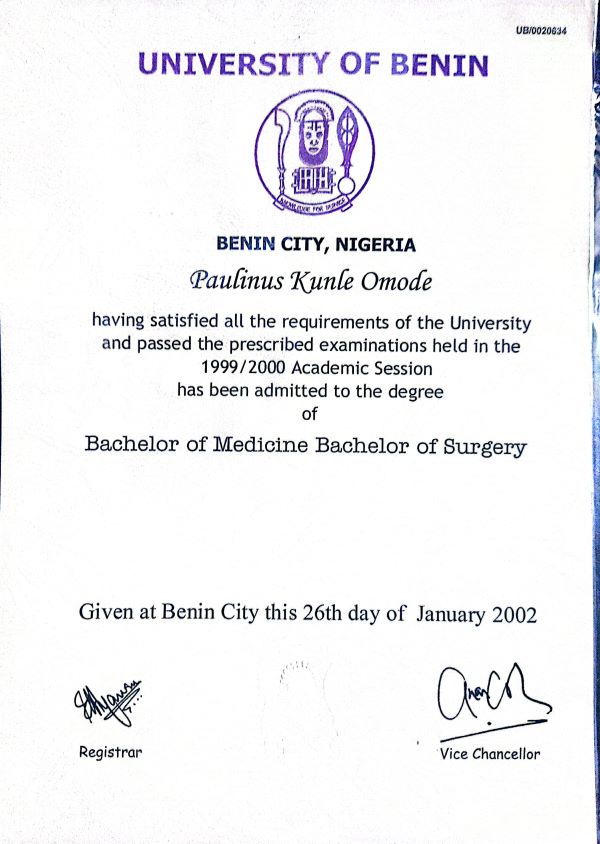 UB/0020634
UNIVERSITY OF BENIN
KNOWLEDGE FOR SERVICE
BENIN CITY, NIGERIA
Paulinus Kunle Omode
having satisfied all the requirements of the University
and passed the prescribed examinations held in the
1999/2000 Academic Session
has been admitted to the degree
of
Bachelor of Medicine Bachelor of Surgery
Given at Benin City this 26th day of January 2002
Registrar
Vice Chancellor